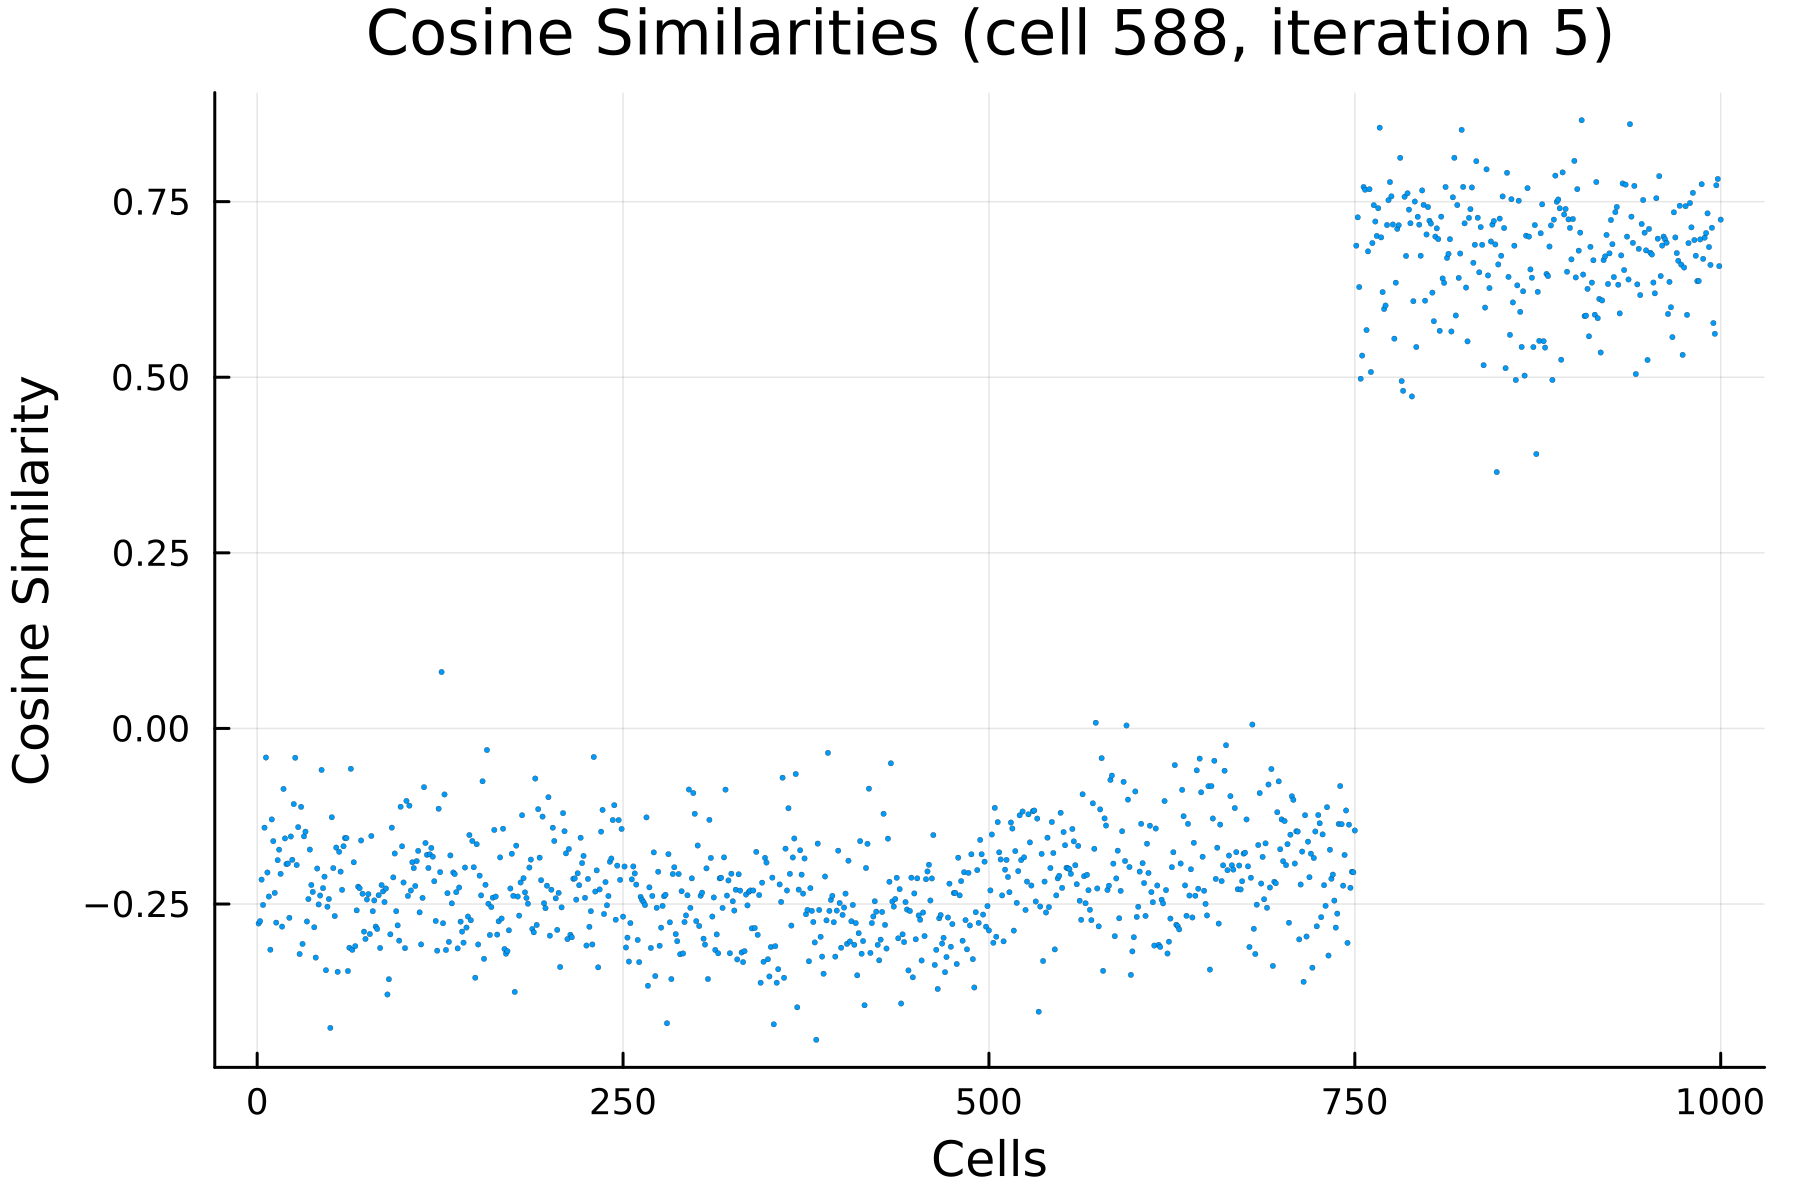 Cosine Similarities (cell 588, iteration 5)
Cosine Similarity
0.75
0.50
0.25
0.00
−0.25
0 250 500 750 1000
Cells